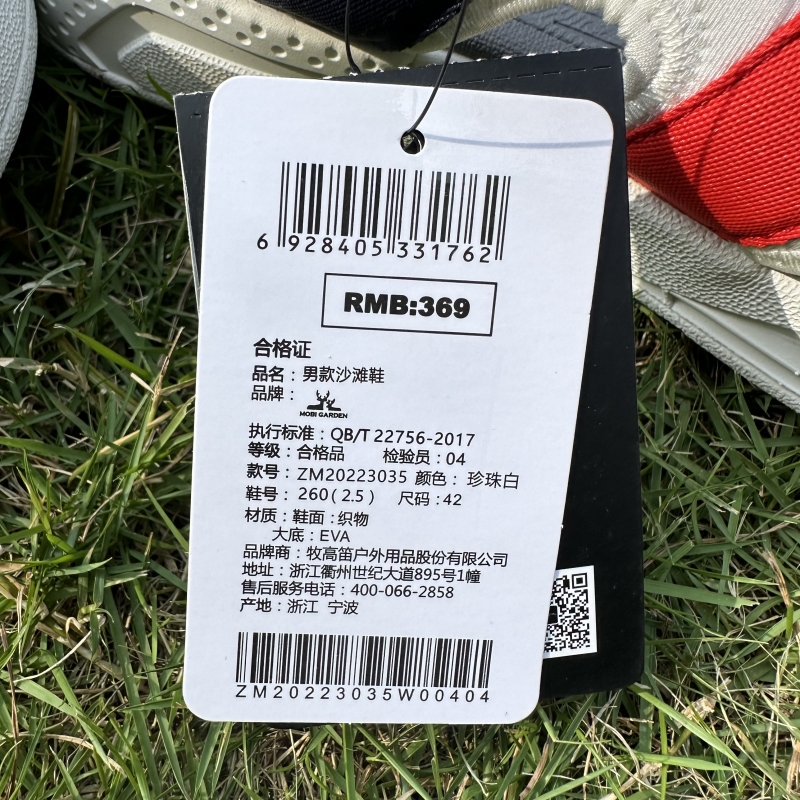 6 928405 331762
RMB:369
合格证
品名：男款沙滩鞋
品牌：
MOBI GARDEN
执行标准：QB/T 22756-2017
等级：合格品 检验员：04
款号：ZM20223035 颜色：珍珠白
鞋号：260(2.5) 尺码：42
材质：鞋面：织物
大底：EVA
品牌商：牧高笛户外用品股份有限公司
地址：浙江衢州世纪大道895号1幢
售后服务电话：400-066-2858
产地：浙江 宁波
ZM20223035W00404